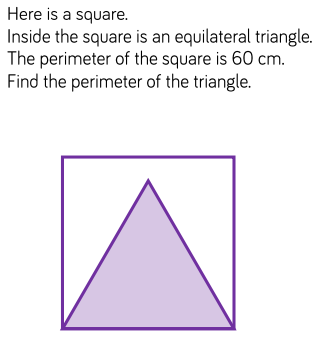 Here is a square.
Inside the square is an equilateral triangle.
The perimeter of the square is 60 cm.
Find the perimeter of the triangle.